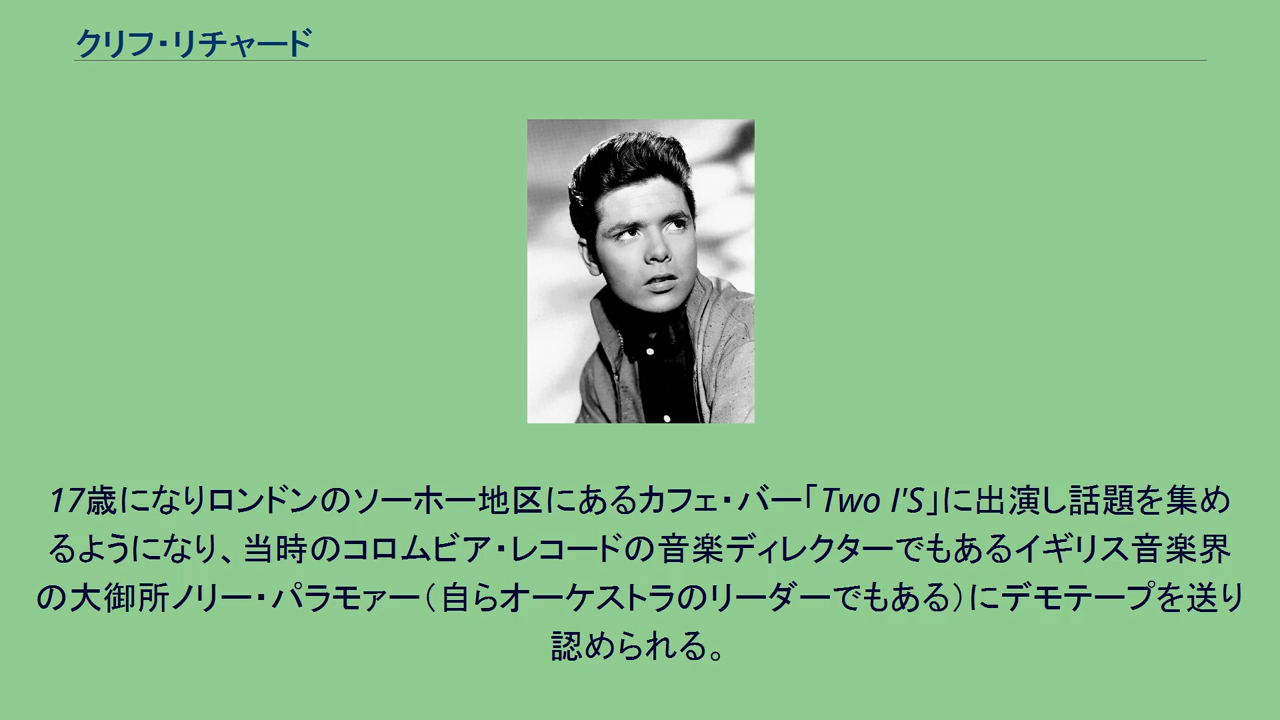 クリフ・リチャード
17歳になりロンドンのソーホー地区にあるカフェ・バー「Two I'S」に出演し話題を集め
るようになり、当時のコロムビア・レコードの音楽ディレクターでもあるイギリス音楽界
の大御所ノリー・パラモァー（自らオーケストラのリーダーでもある）にデモテープを送り
認められる。